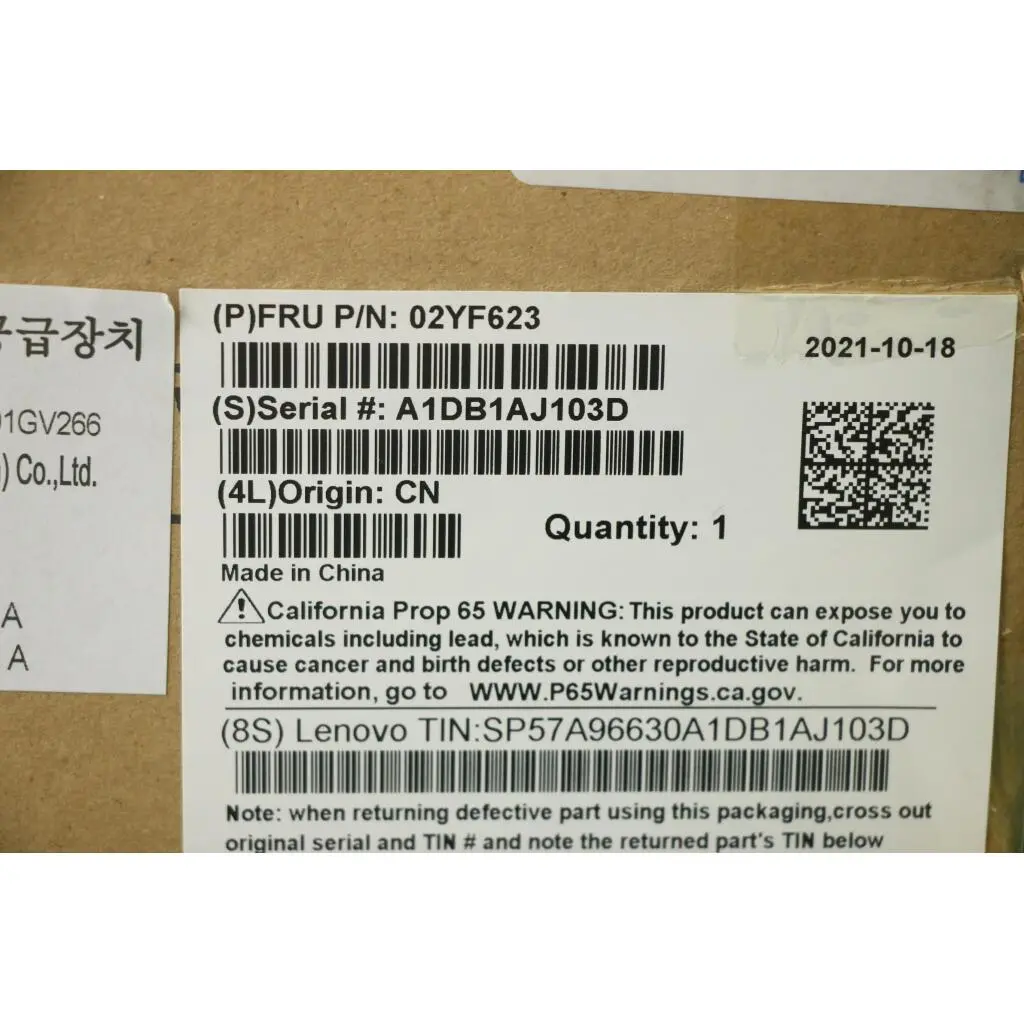 급장치
1GV266
) Co.,Ltd.
A
A
(P)FRU P/N: 02YF623
2021-10-18
(S)Serial #: A1DB1AJ103D
(4L)Origin: CN
Quantity: 1
Made in China
California Prop 65 WARNING: This product can expose you to
chemicals including lead, which is known to the State of California to
cause cancer and birth defects or other reproductive harm. For more
information, go to WWW.P65Warnings.ca.gov.
(8S) Lenovo TIN:SP57A96630A1DB1AJ103D
Note: when returning defective part using this packaging,cross out
original serial and TIN # and note the returned part's TIN below